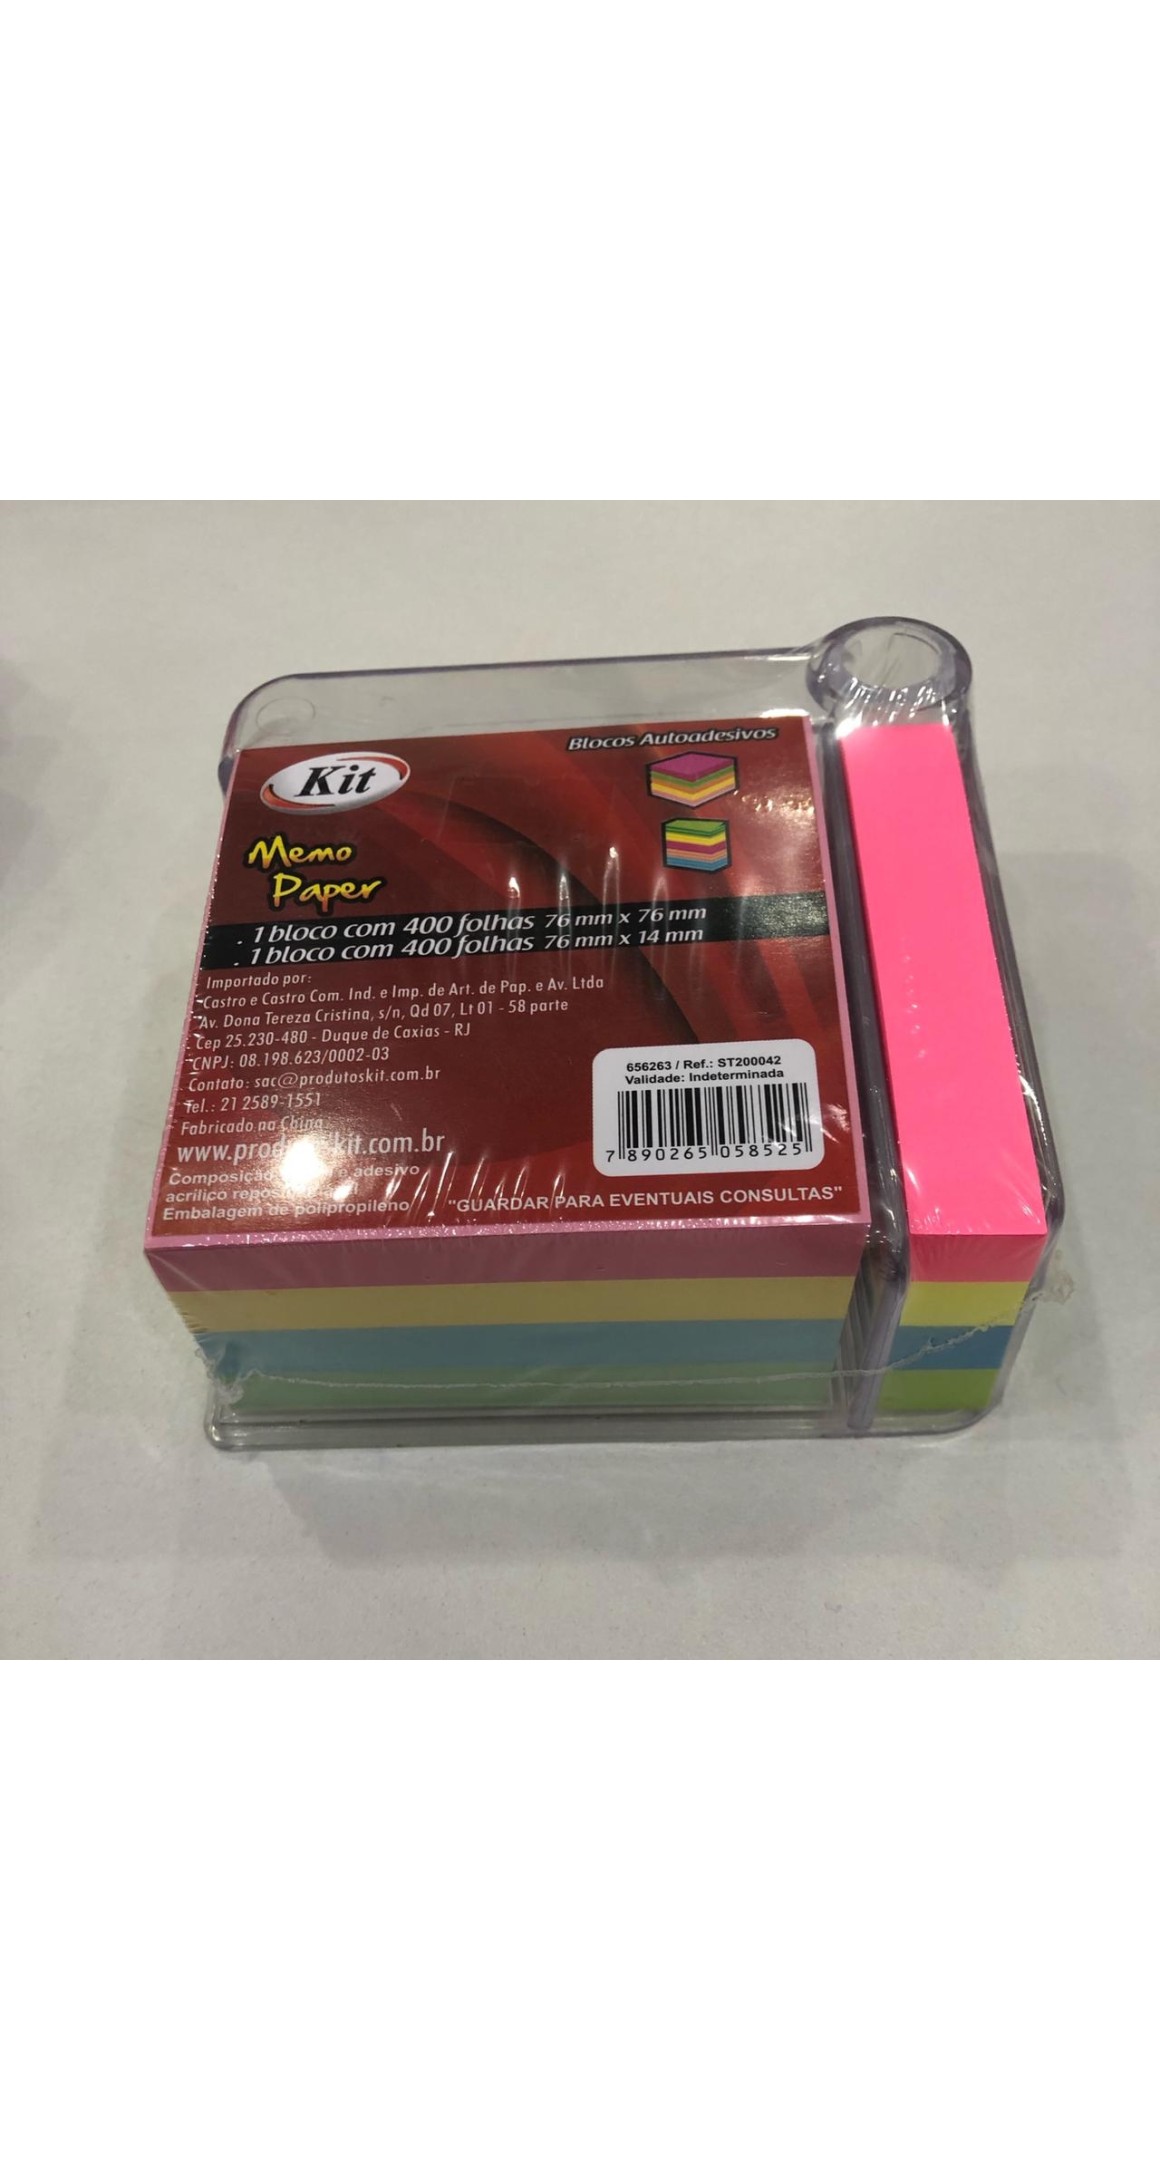 Blocos Autoadesivos
Kit
Memo
Paper
. 1 bloco com 400 folhas 76 mm x 76 mm
. 1 bloco com 400 folhas 76 mm x 14 mm
Importado por:
Castro e Castro Com. Ind. e Imp. de Art. de Pap. e Av. Ltda
Av. Dona Tereza Cristina, s/n, Qd 07, Lt 01 - 58 parte
Cep 25.230-480 - Duque de Caxias - RJ
CNPJ: 08.198.623/0002-03
Contato: sac@produtoskit.com.br
Tel.: 21 2589-1551
Fabricado na China
www.produtoskit.com.br
Composição e adesivo
acrílico
Embalagem de polipropileno
656263 / Ref.: ST200042
Validade: Indeterminada
7 890265 058525
"GUARDAR PARA EVENTUAIS CONSULTAS"